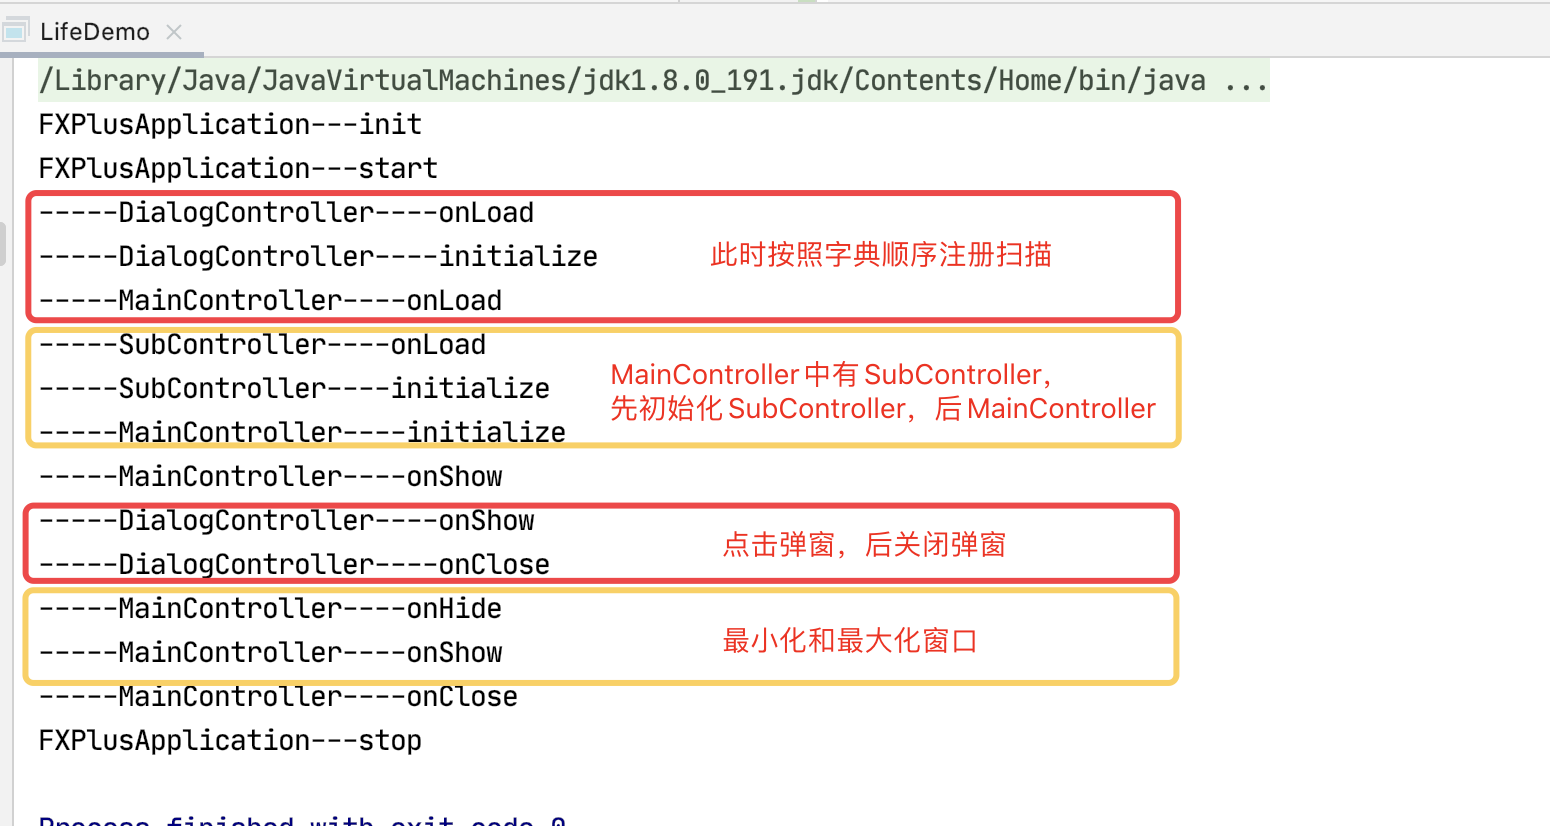 LifeDemo
/Library/Java/JavaVirtualMachines/jdk1.8.0_191.jdk/Contents/Home/bin/java ...
FXPlusApplication---init
FXPlusApplication---start
-----DialogController----onLoad
-----DialogController----initialize
此时按照字典顺序注册扫描
-----MainController----onLoad
-----SubController----onLoad
-----SubController----initialize
MainController中有SubController，
先初始化SubController，后MainController
-----MainController----initialize
-----MainController----onShow
-----DialogController----onShow
点击弹窗，后关闭弹窗
-----DialogController----onClose
-----MainController----onHide
最小化和最大化窗口
-----MainController----onShow
-----MainController----onClose
FXPlusApplication---stop
Process finished with exit code 0